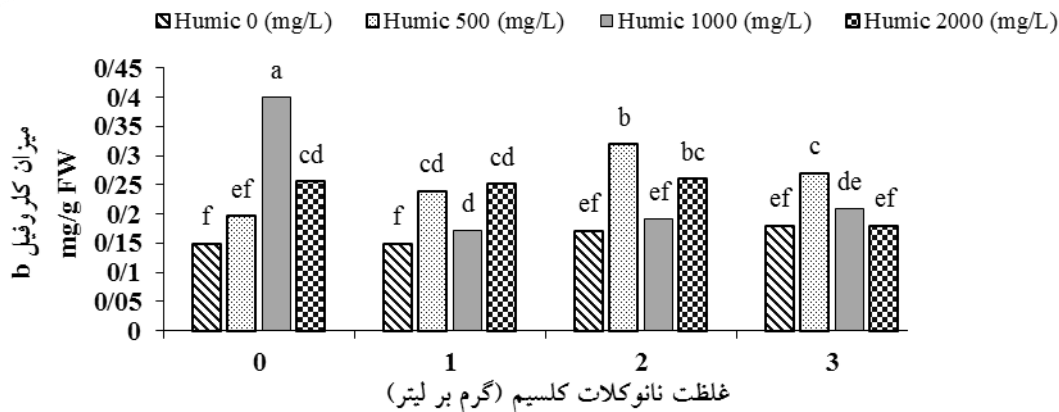 Humic 0 (mg/L) Humic 500 (mg/L) Humic 1000 (mg/L) Humic 2000 (mg/L)
میزان کلروفیل b
mg/g FW
0/45
0/4
0/35
0/3
0/25
0/2
0/15
0/1
0/05
0
f ef a cd
f cd d cd
ef b ef bc
ef c de ef
0 1 2 3
غلظت نانوکلات کلسیم (گرم بر لیتر)